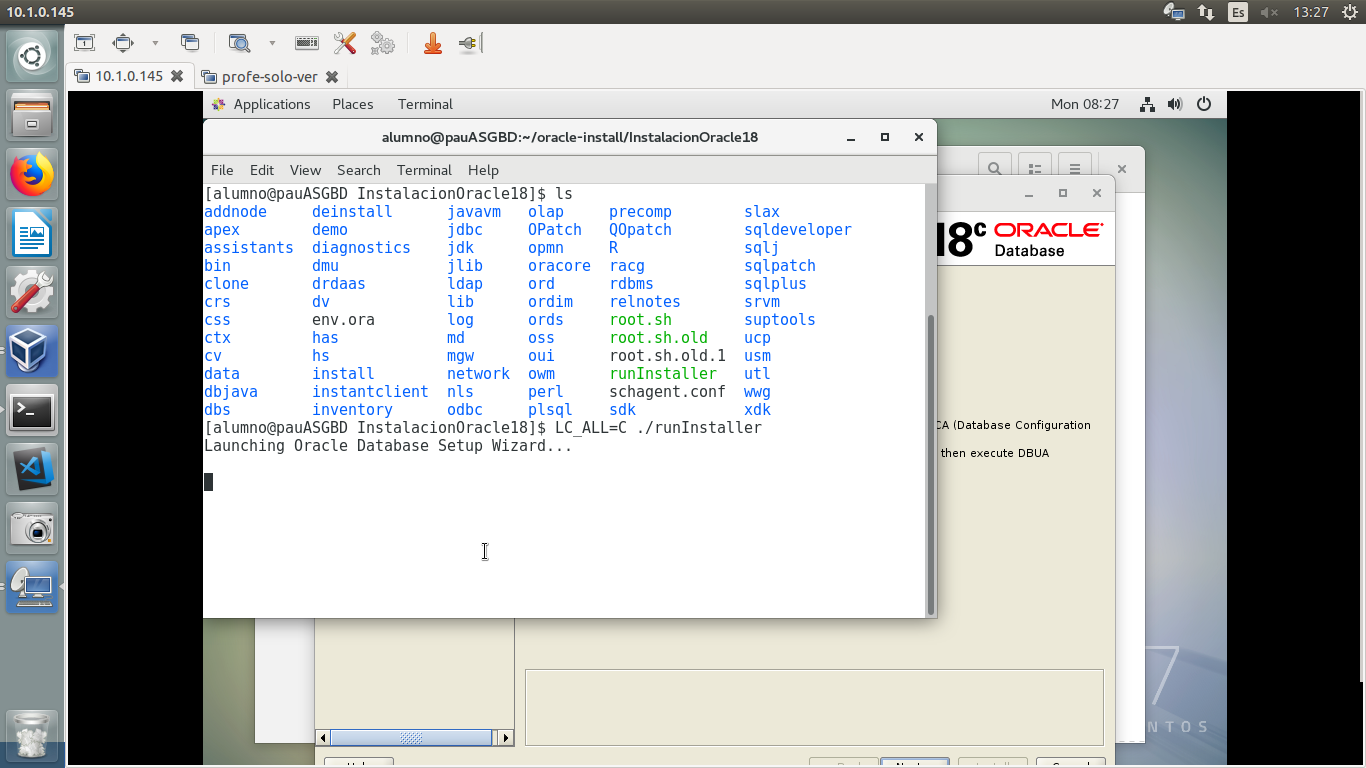 10.1.0.145
Es
13:27
10.1.0.145
profe-solo-ver
Applications Places Terminal
Mon 08:27
alumno@pauASGBD:~/oracle-install/InstalacionOracle18
File Edit View Search Terminal Help
[alumno@pauASGBD InstalacionOracle18]$ ls
addnode deinstall javavm olap precomp slax
apex demo jdbc OPatch QOpatch sqldeveloper
assistants diagnostics jdk opmn R sqlj
bin dmu jlib oracore racg sqlpatch
clone drdaas ldap ord rdbms sqlplus
crs dv lib ordim relnotes srvm
css env.ora log ords root.sh suptools
ctx has md oss root.sh.old ucp
cv hs mgw oui root.sh.old.1 usm
data install network owm runInstaller utl
dbjava instantclient nls perl schagent.conf wwg
dbs inventory odbc plsql sdk xdk
[alumno@pauASGBD InstalacionOracle18]$ LC_ALL=C ./runInstaller
Launching Oracle Database Setup Wizard...
18c ORACLE
Database
CA (Database Configuration
then execute DBUA
7
NTOS